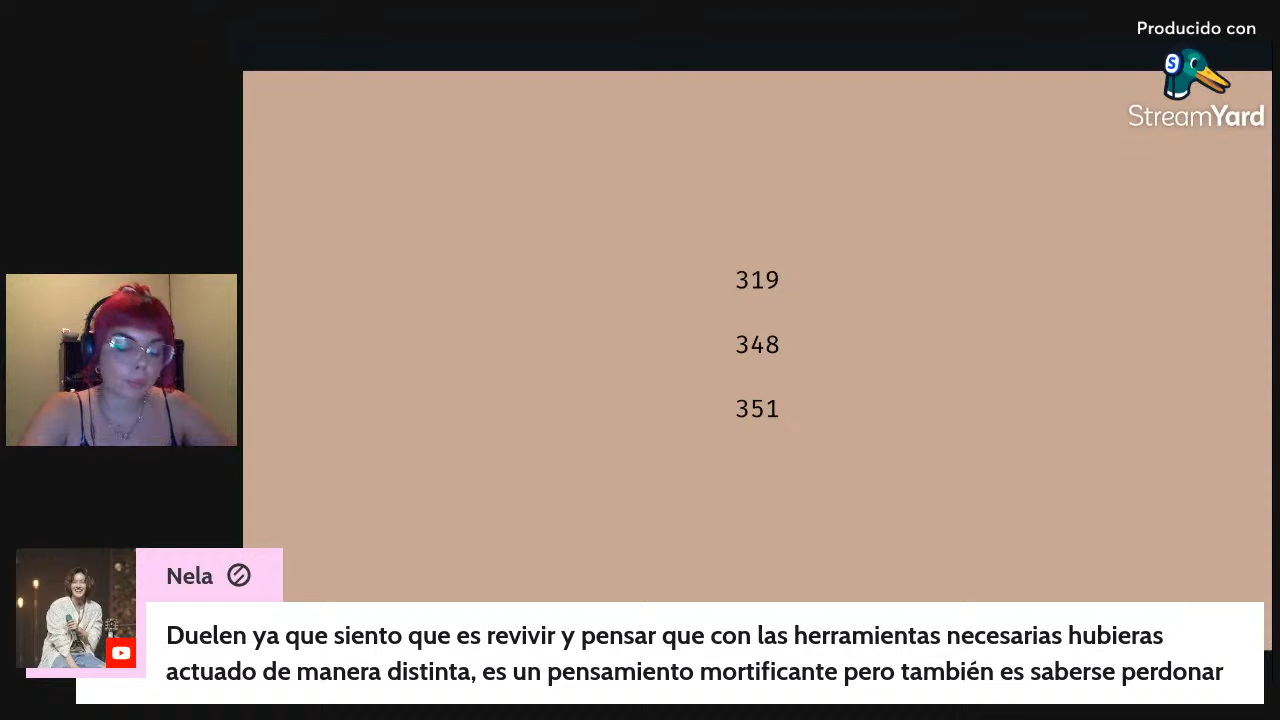 Producido con
StreamYard
319
348
351
Nela
Duelen ya que siento que es revivir y pensar que con las herramientas necesarias hubieras
actuado de manera distinta, es un pensamiento mortificante pero también es saberse perdonar